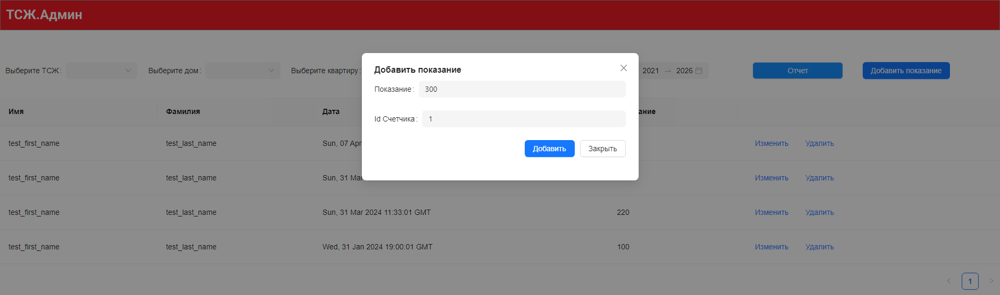 ТСЖ.Админ
Выберите ТСЖ: Выберите дом: Выберите квартиру: 2021 → 2026 Отчет Добавить показание
Добавить показание
Показание: 300
Id Счетчика: 1
Добавить Закрыть
Имя Фамилия Дата
test_first_name test_last_name Sun, 07 Apr Изменить Удалить
test_first_name test_last_name Sun, 31 Mar Изменить Удалить
test_first_name test_last_name Sun, 31 Mar 2024 11:33:01 GMT 220 Изменить Удалить
test_first_name test_last_name Wed, 31 Jan 2024 19:00:01 GMT 100 Изменить Удалить
< 1 >